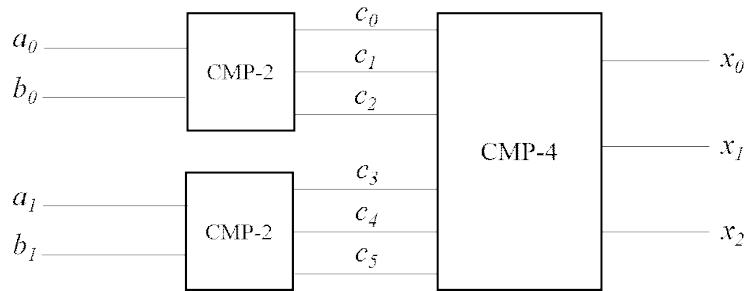 c₀
a₀
c₁
x₀
CMP-2
b₀
c₂
CMP-4
x₁
c₃
a₁
c₄
x₂
CMP-2
b₁
c₅